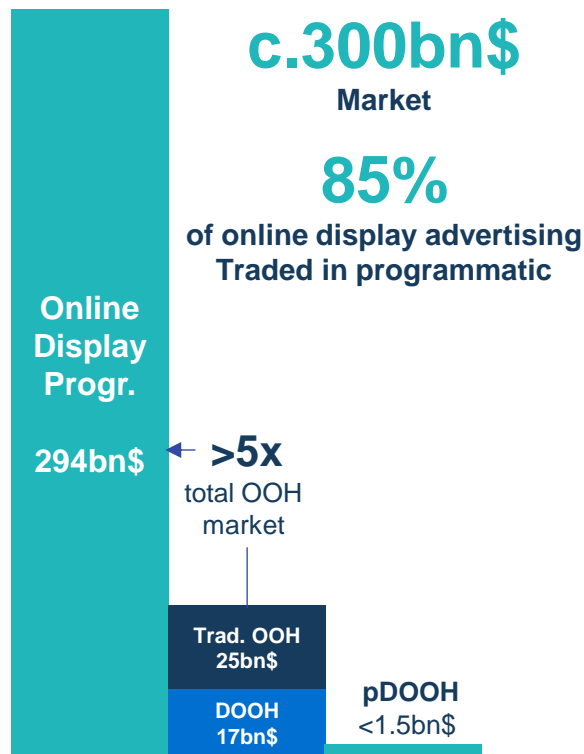 c.300bn$
Market
85%
of online display advertising
Traded in programmatic
Online
Display
Progr.
294bn$
>5x
total OOH
market
Trad. OOH
25bn$
DOOH
17bn$
pDOOH
<1.5bn$